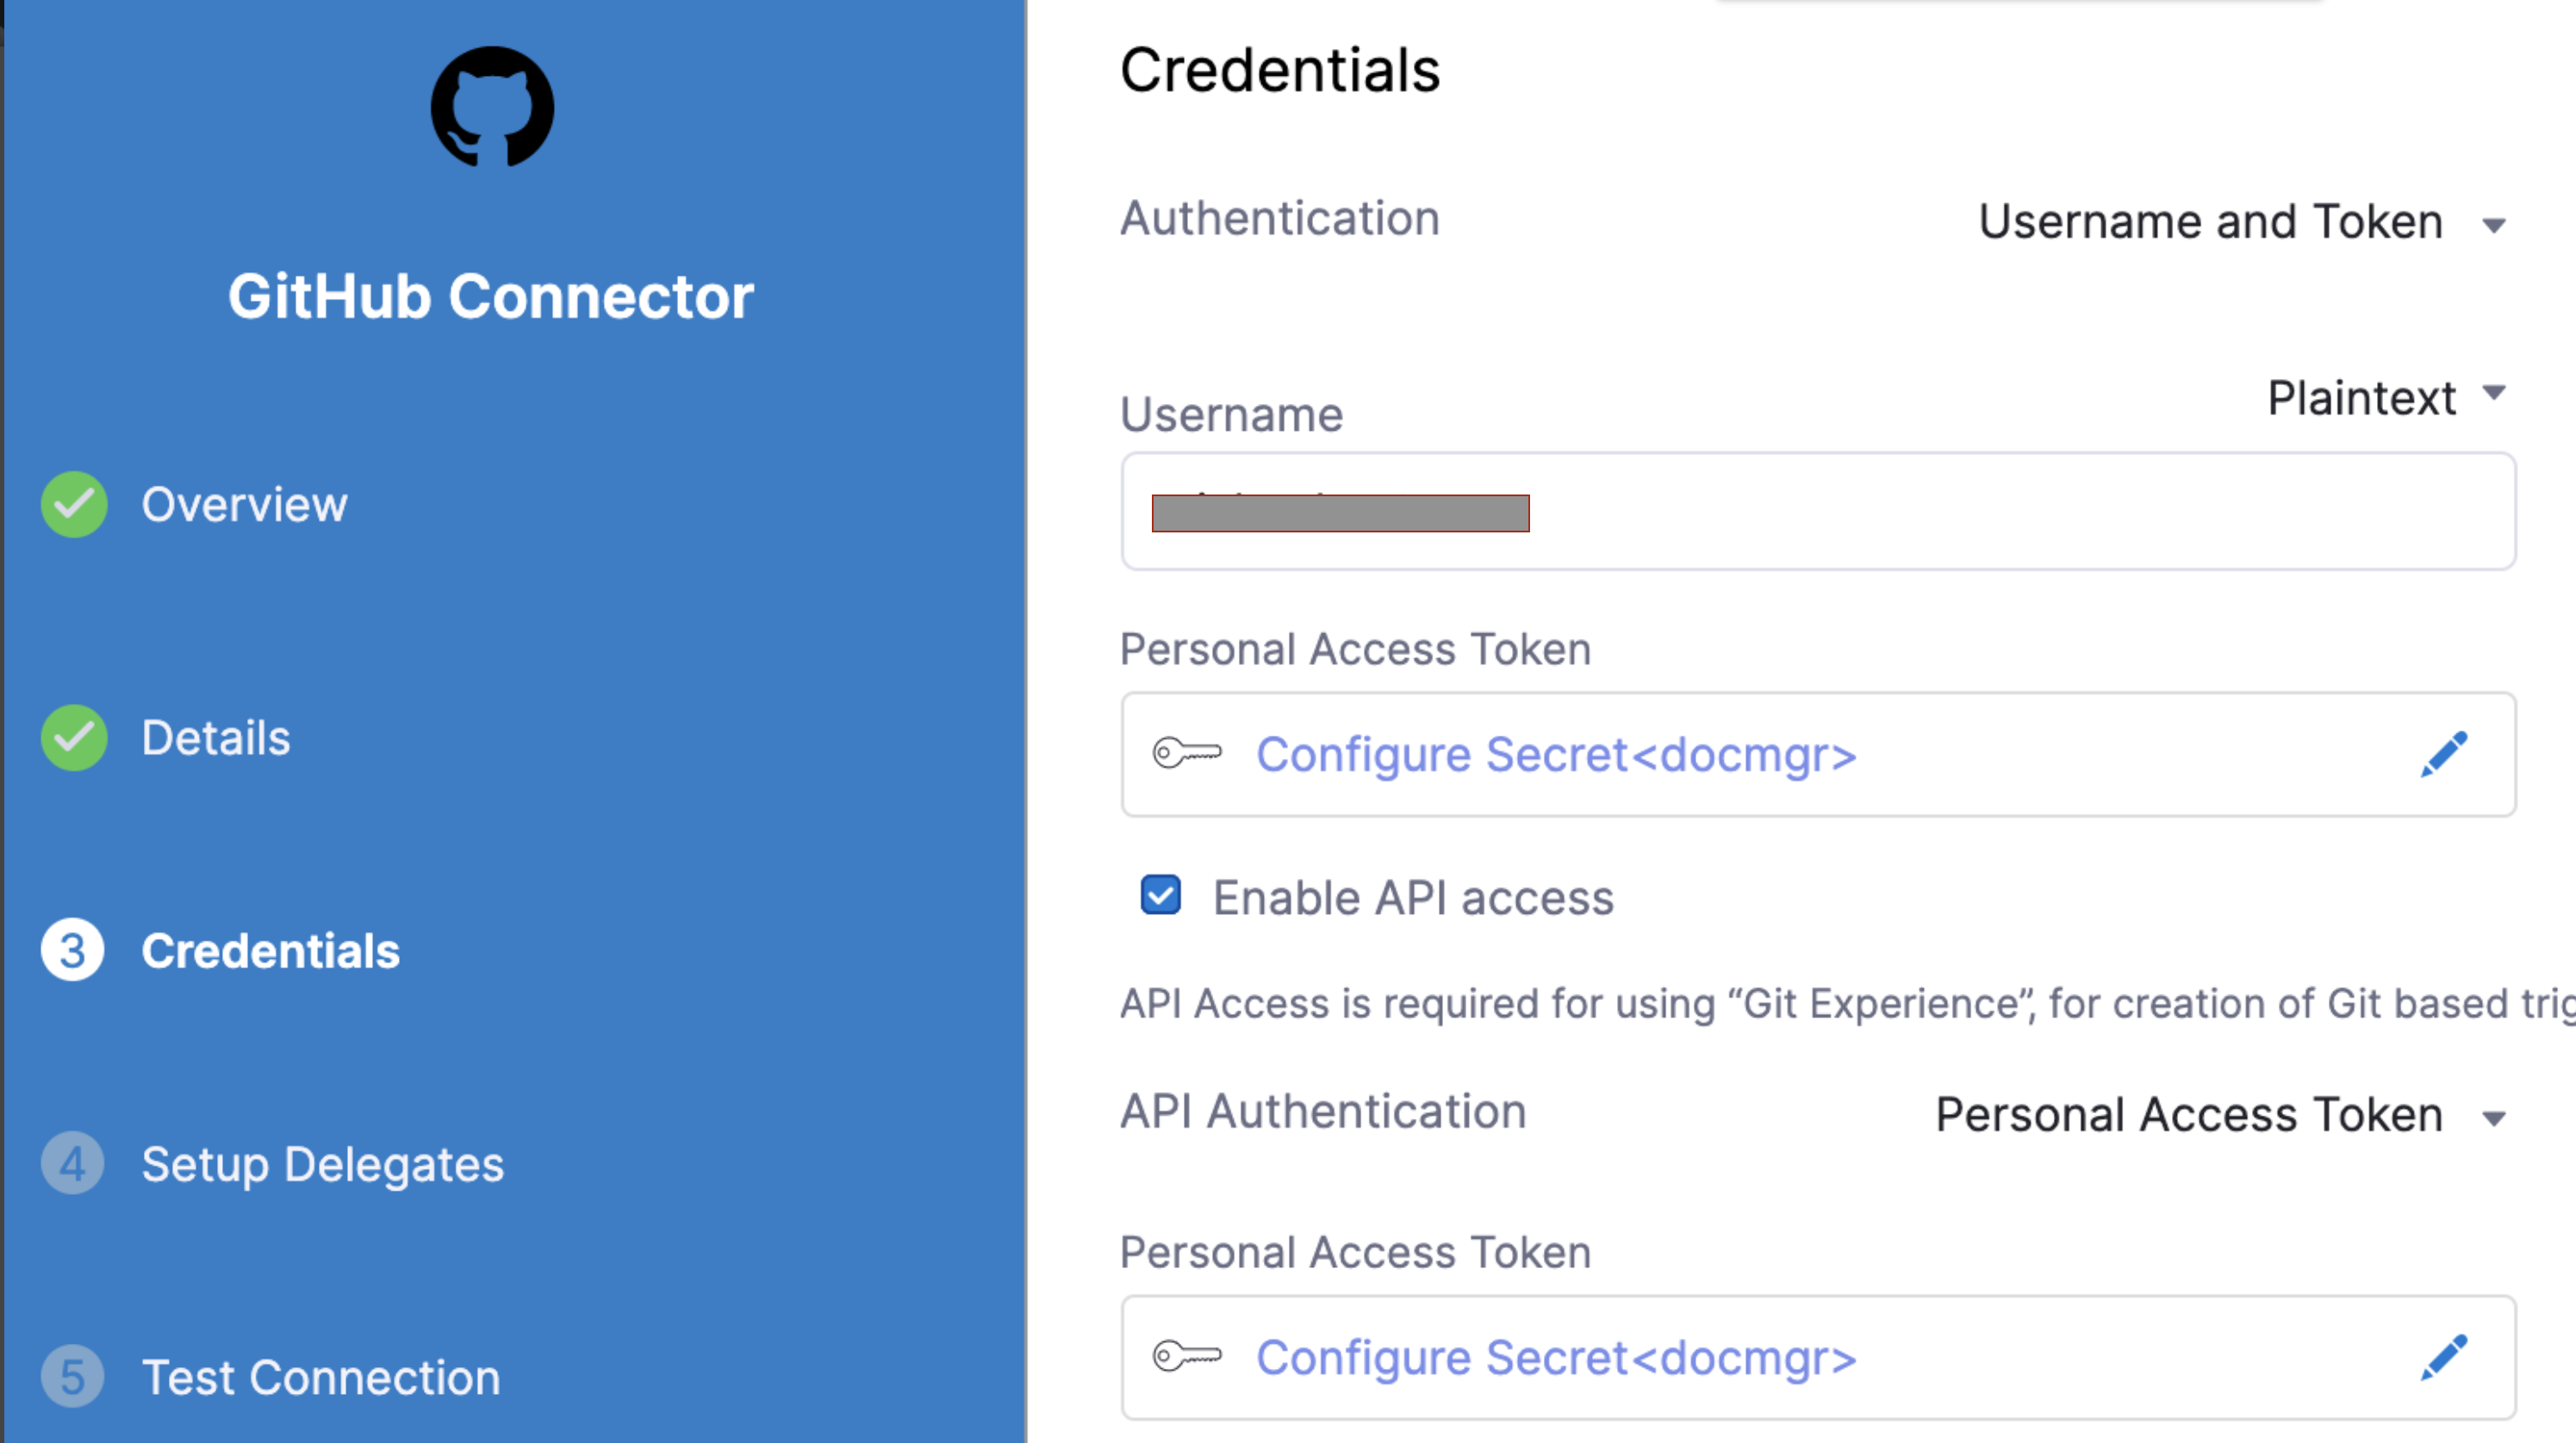 GitHub Connector
Overview
Details
3 Credentials
4 Setup Delegates
5 Test Connection
Credentials
Authentication Username and Token
Username Plaintext
Personal Access Token
Configure Secret<docmgr>
Enable API access
API Access is required for using “Git Experience”, for creation of Git based trig
API Authentication Personal Access Token
Personal Access Token
Configure Secret<docmgr>